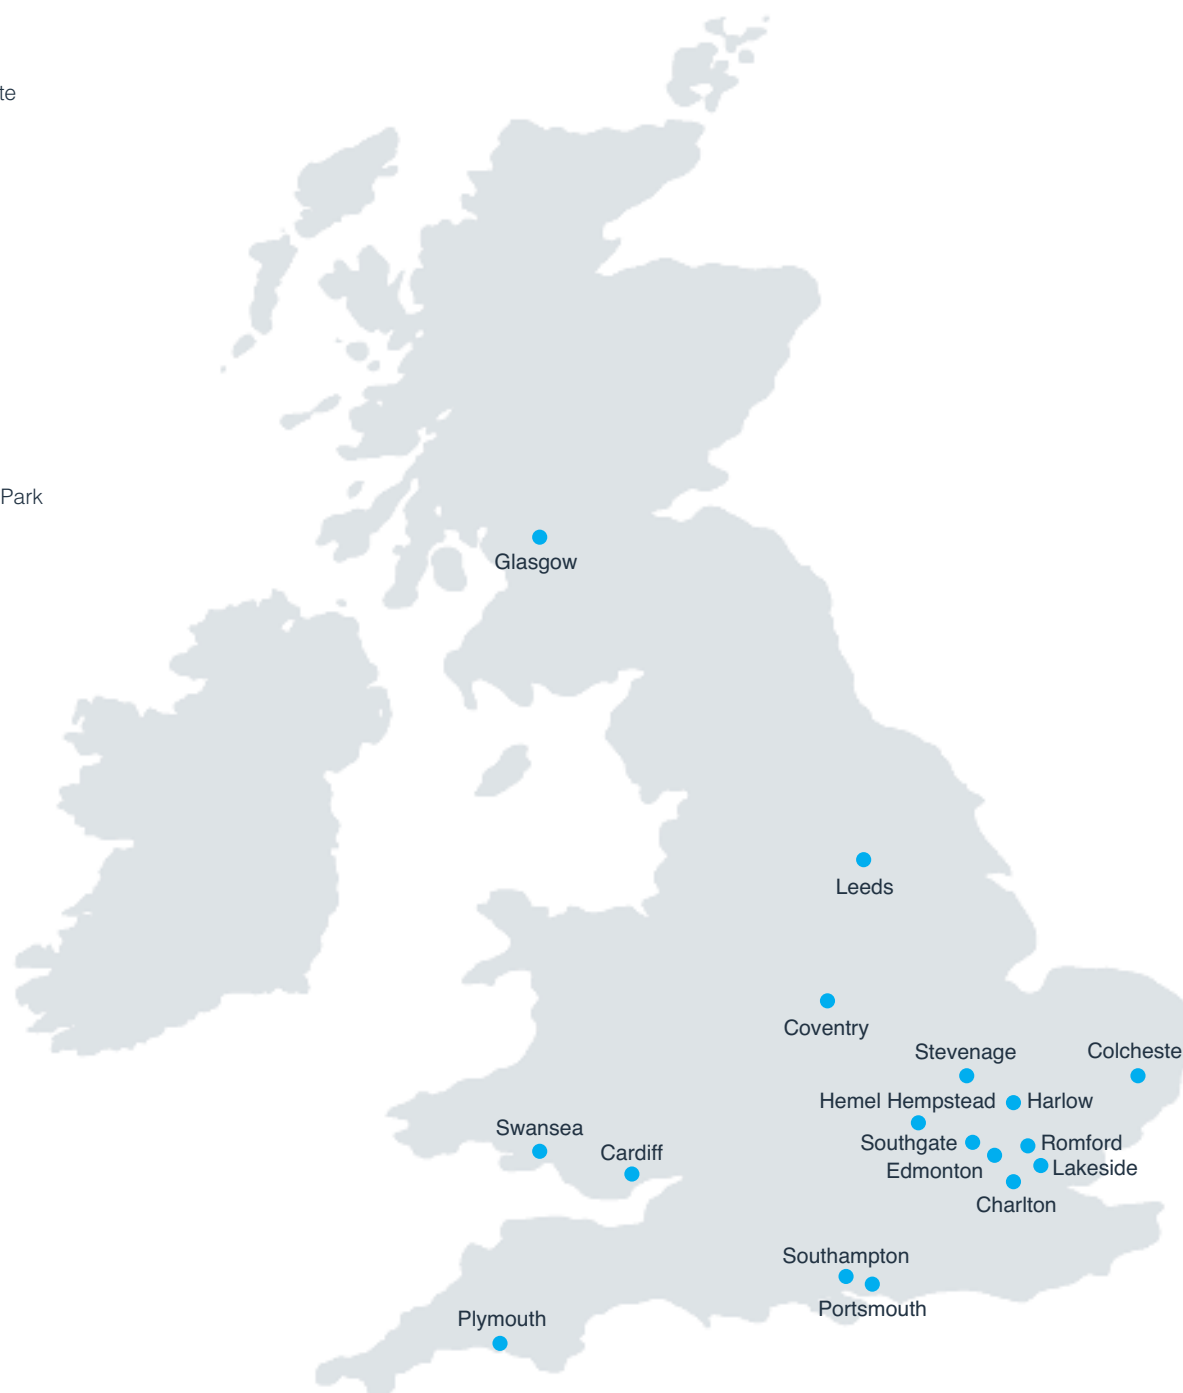 te
Park
Glasgow
Leeds
Coventry
Stevenage
Colcheste
Hemel Hempstead
Harlow
Swansea
Southgate
Romford
Cardiff
Edmonton
Lakeside
Charlton
Southampton
Portsmouth
Plymouth